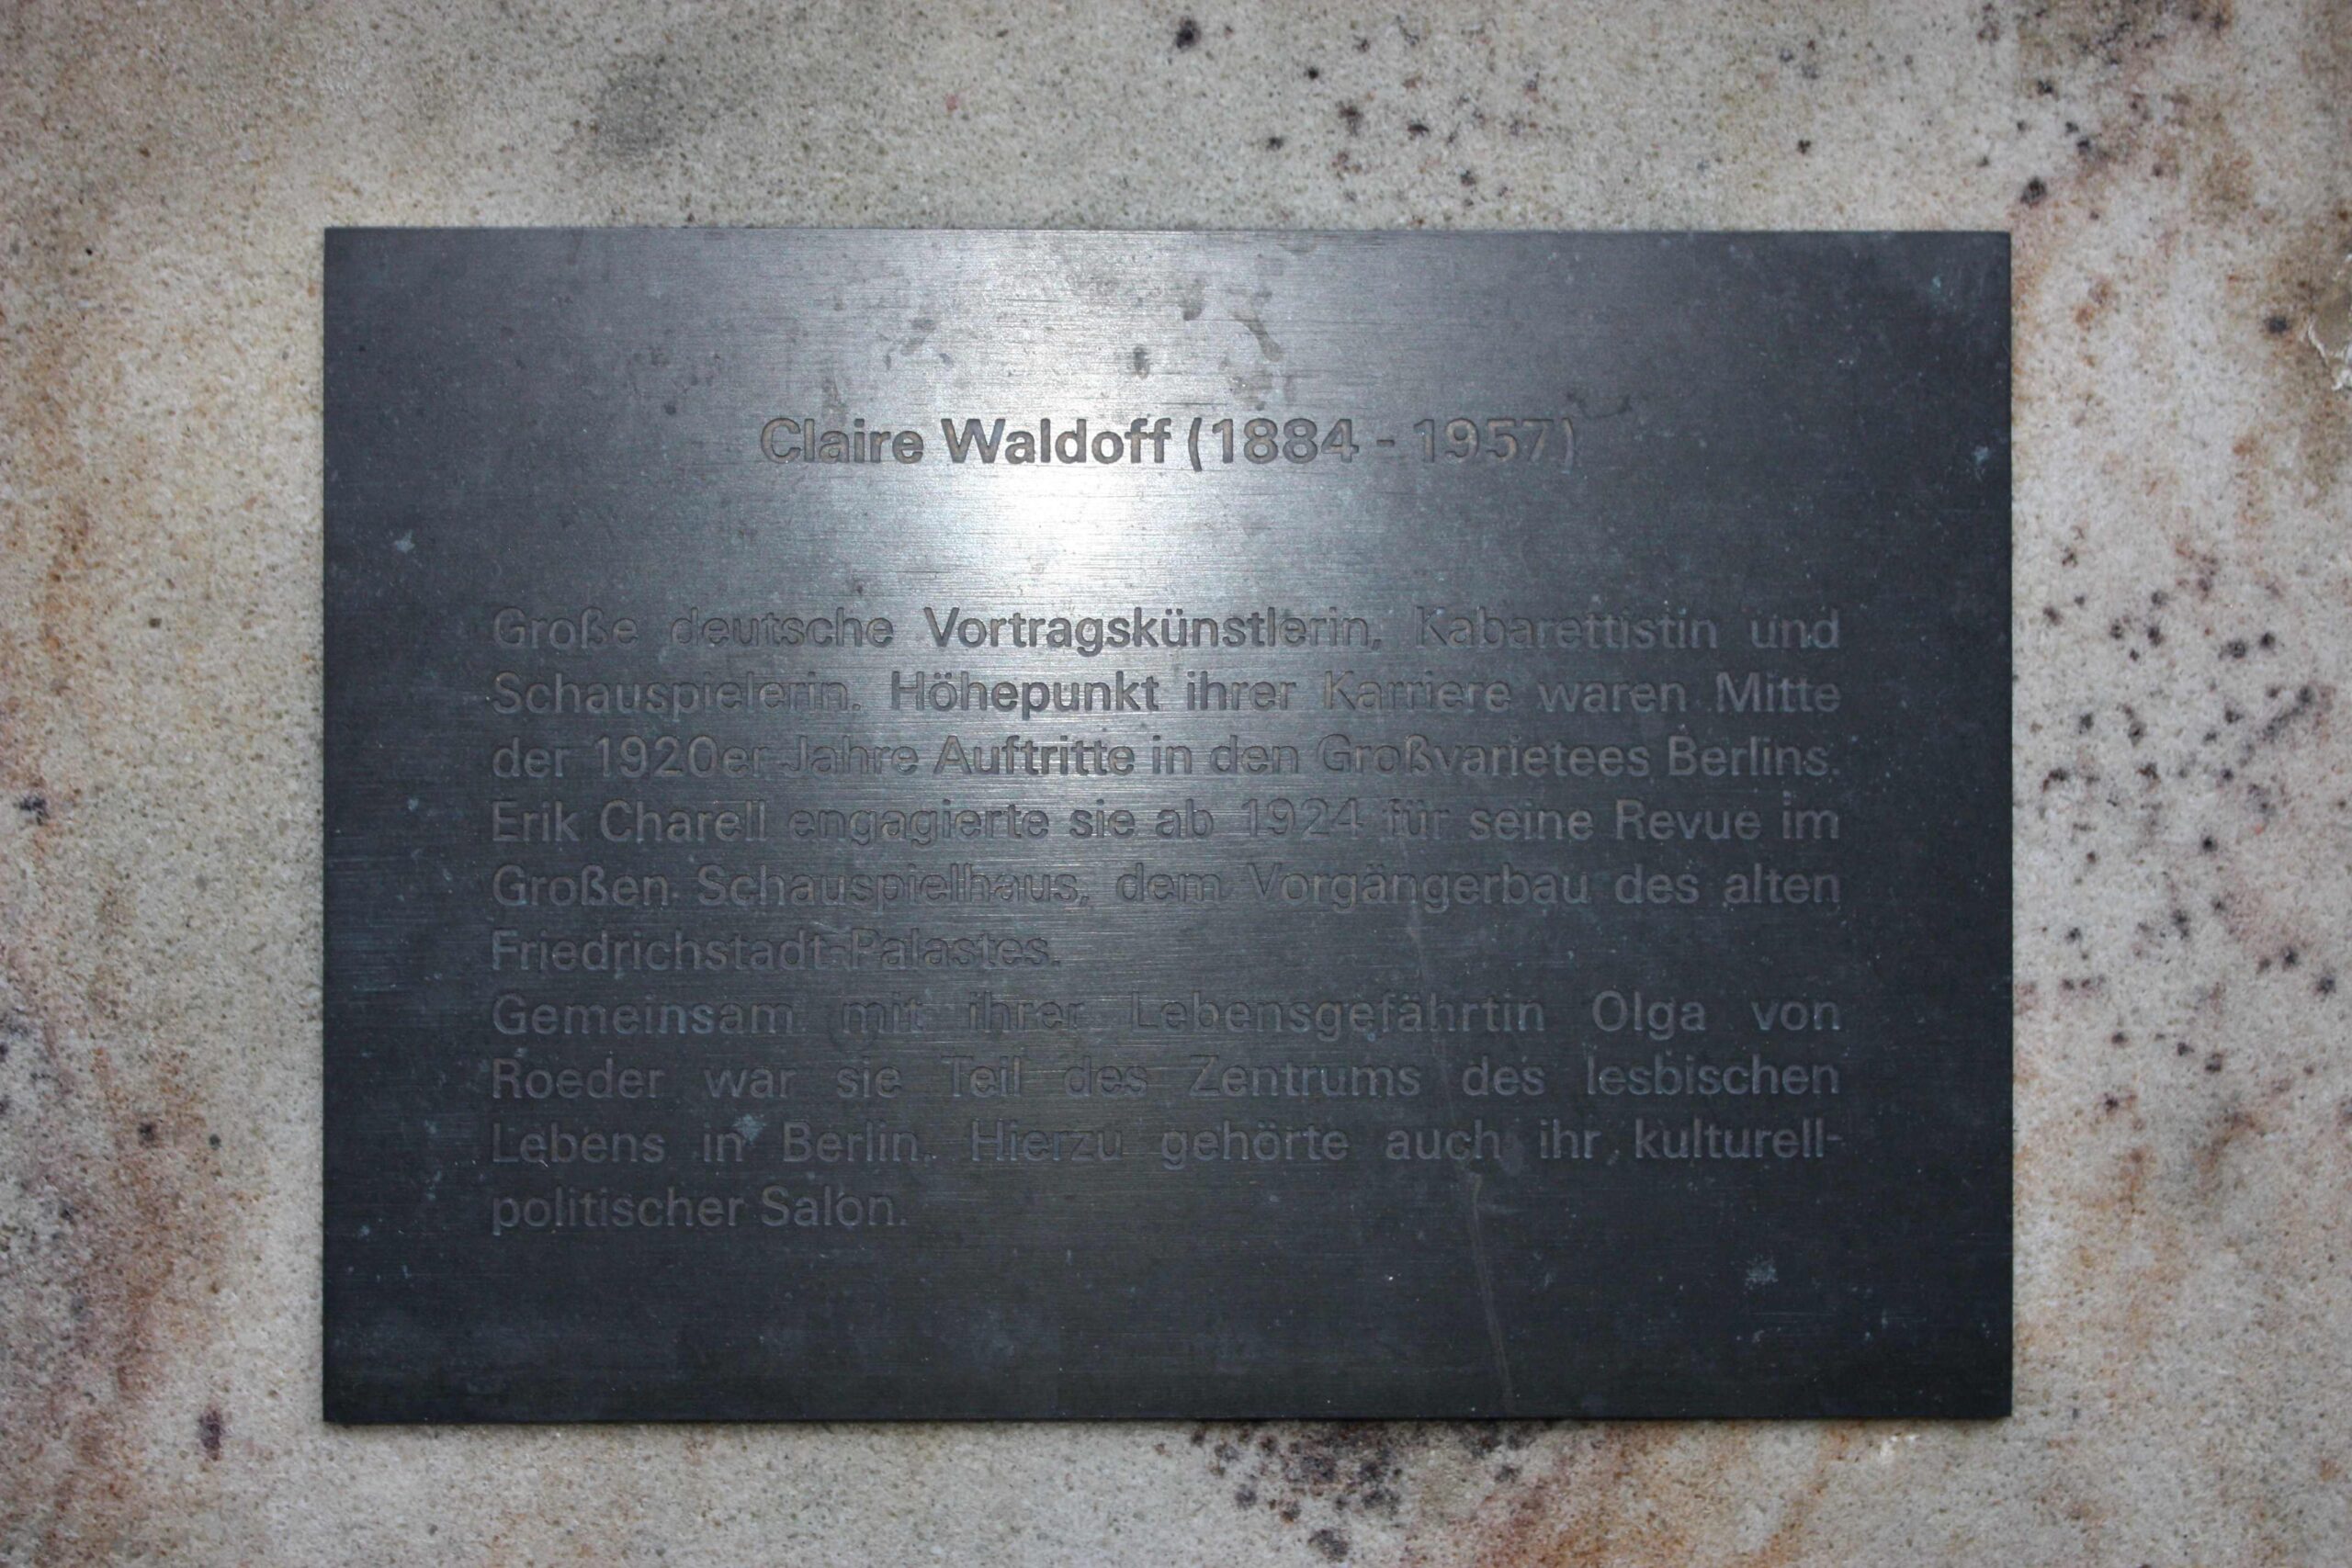 Claire Waldoff (1884 - 1957)
Große deutsche Vortragskünstlerin, Kabarettistin und
Schauspielerin. Höhepunkt ihrer Karriere waren Mitte
der 1920er Jahre Auftritte in den Großvarietees Berlins.
Erik Charell engagierte sie ab 1924 für seine Revue im
Großen Schauspielhaus, dem Vorgängerbau des alten
Friedrichstadt-Palastes.
Gemeinsam mit ihrer Lebensgefährtin Olga von
Roeder war sie Teil des Zentrums des lesbischen
Lebens in Berlin. Hierzu gehörte auch ihr kulturell-
politischer Salon.